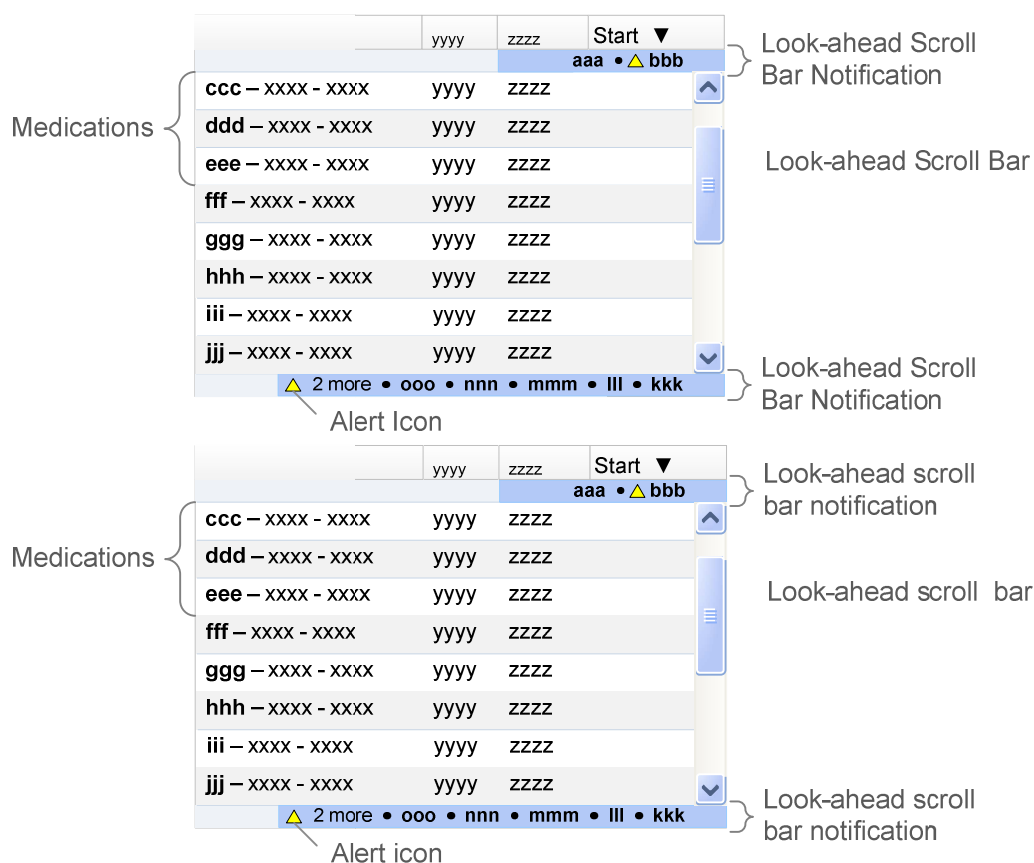 yyyy zzzz Start ▼
aaa • bbb
Look-ahead Scroll
Bar Notification
Medications
ccc – xxxx - xxxx yyyy zzzz
ddd – xxxx - xxxx yyyy zzzz
eee – xxxx - xxxx yyyy zzzz
Look-ahead Scroll Bar
fff – xxxx - xxxx yyyy zzzz
ggg – xxxx - xxxx yyyy zzzz
hhh – xxxx - xxxx yyyy zzzz
iii – xxxx - xxxx yyyy zzzz
jjj – xxxx - xxxx yyyy zzzz
2 more • ooo • nnn • mmm • lll • kkk
Look-ahead Scroll
Bar Notification
Alert Icon
yyyy zzzz Start ▼
aaa • bbb
Look-ahead scroll
bar notification
Medications
ccc – xxxx - xxxx yyyy zzzz
ddd – xxxx - xxxx yyyy zzzz
eee – xxxx - xxxx yyyy zzzz
Look-ahead scroll bar
fff – xxxx - xxxx yyyy zzzz
ggg – xxxx - xxxx yyyy zzzz
hhh – xxxx - xxxx yyyy zzzz
iii – xxxx - xxxx yyyy zzzz
jjj – xxxx - xxxx yyyy zzzz
2 more • ooo • nnn • mmm • lll • kkk
Look-ahead scroll
bar notification
Alert icon